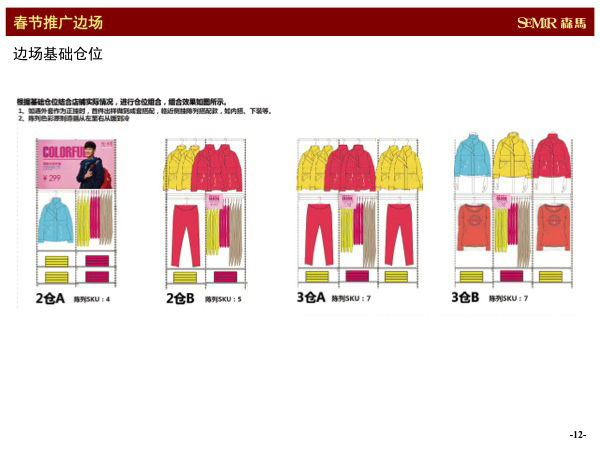 春节推广边场
SEMIR 森馬
边场基础仓位
根据基础仓位结合店铺实际情况，进行仓位组合，组合效果如图所示。
1、如遇外套作为正挂时，首件出样做到成套搭配，临近侧挂陈列搭配款，如内搭、下装等。
2、陈列色彩原则遵循从左至右从暖到冷
COLORFUL
¥299
2仓A 陈列SKU：4
2仓B 陈列SKU：5
3仓A 陈列SKU：7
3仓B 陈列SKU：7
-12-